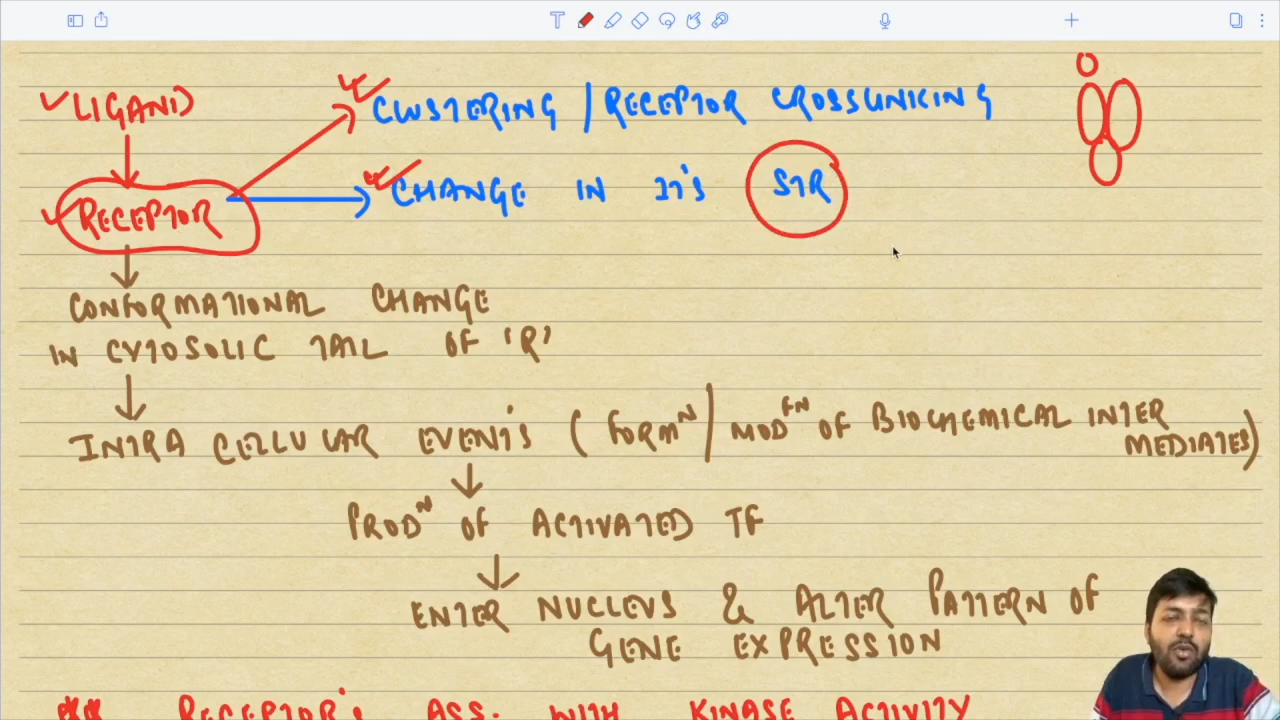 LIGAND
CLUSTERING / RECEPTOR CROSSLINKING
CHANGE IN IT'S STR
RECEPTOR
CONFORMATIONAL CHANGE
IN CYTOSOLIC TAIL OF 'R'
INTRA CELLULAR EVENTS (FORMᴺ / MODᶠᴺ OF BIOCHEMICAL INTER
MEDIATES)
PRODᴺ OF ACTIVATED TF
ENTER NUCLEUS & ALTER PATTERN OF
GENE EXPRESSION
** RECEPTOR'S ASS. WITH KINASE ACTIVITY